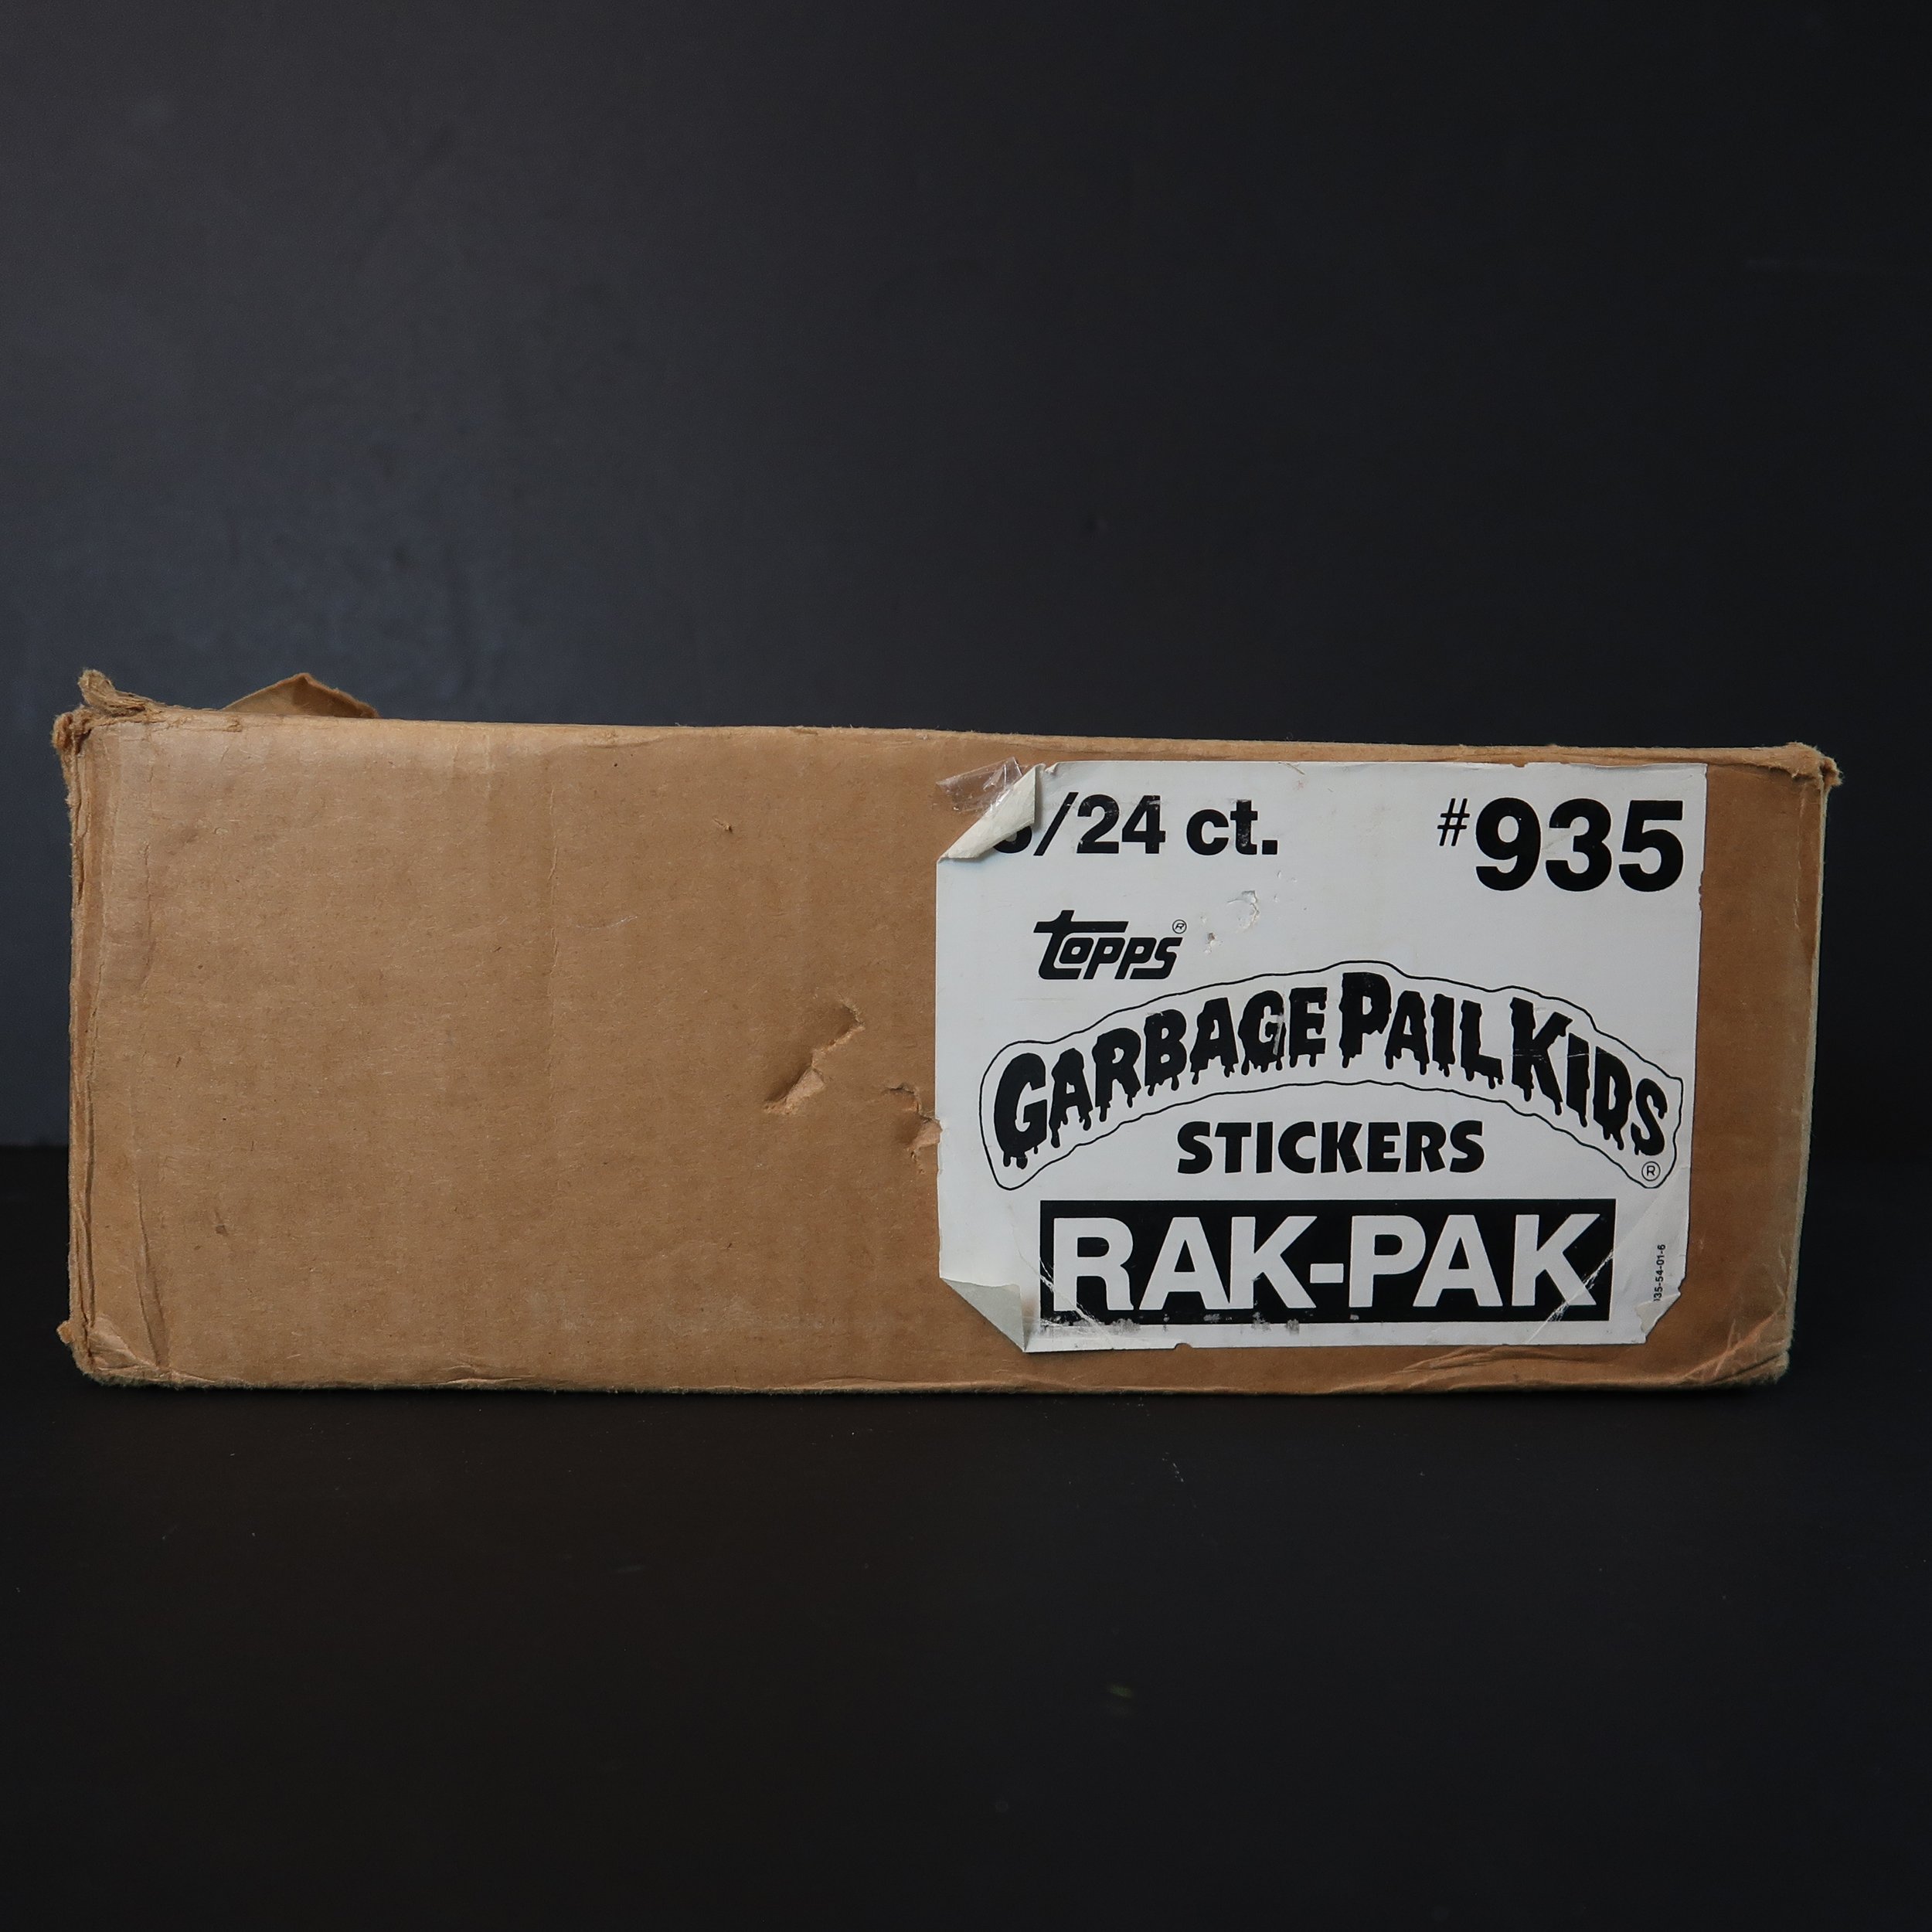 /24 ct. #935
topps®
GARBAGE PAIL KIDS®
STICKERS
RAK-PAK